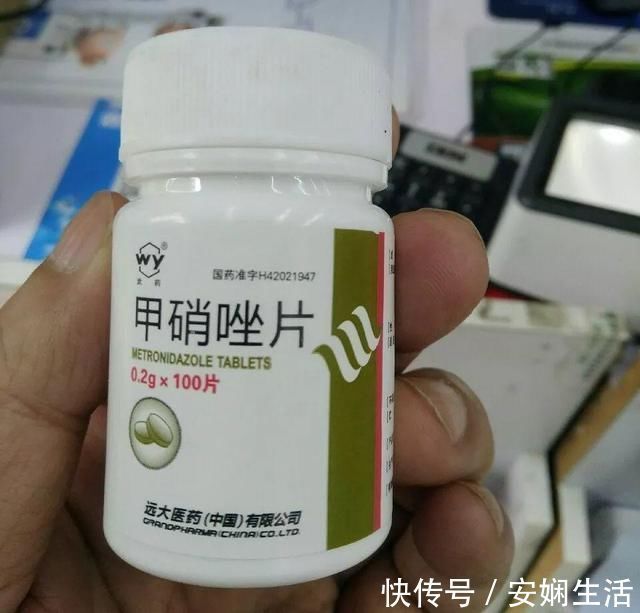 WY
®
武药
国药准字H42021947
甲硝唑片
METRONIDAZOLE TABLETS
0.2g×100片
远大医药(中国)有限公司
GRANDPHARMA(CHINA)CO.,LTD.
快传号/安娴生活